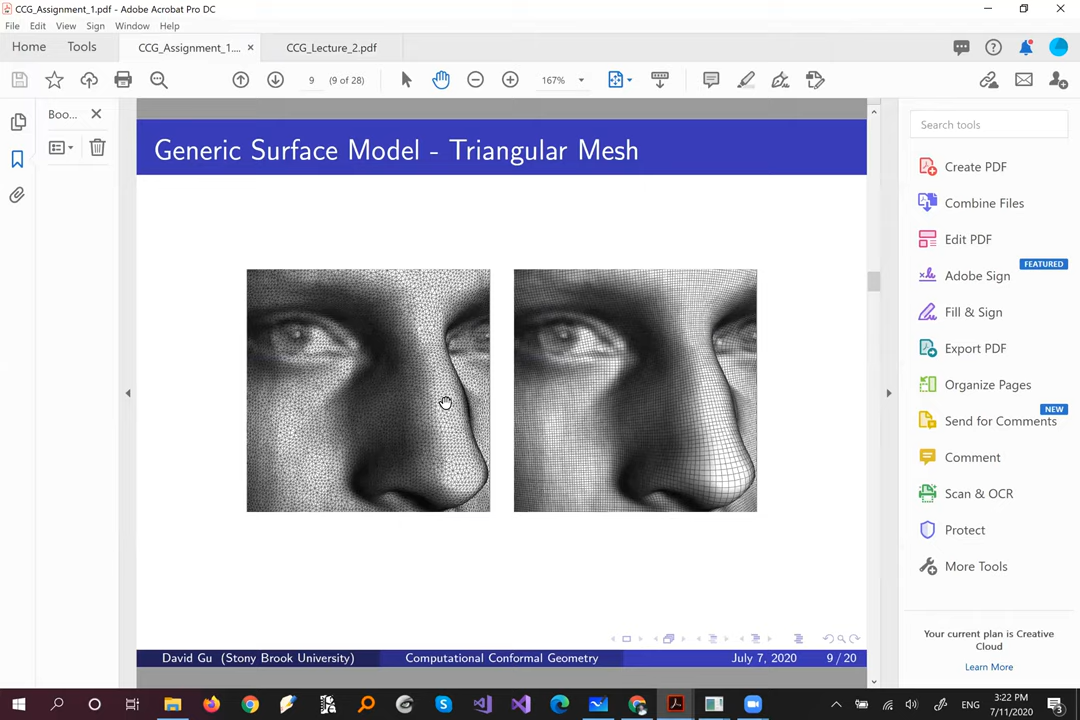 CCG_Assignment_1.pdf - Adobe Acrobat Pro DC
File Edit View Sign Window Help
Home Tools CCG_Assignment_1.... × CCG_Lecture_2.pdf
9 (9 of 28) 167%
Boo...
Generic Surface Model - Triangular Mesh
David Gu (Stony Brook University) Computational Conformal Geometry July 7, 2020 9 / 20
Search tools
Create PDF
Combine Files
Edit PDF
FEATURED
Adobe Sign
Fill & Sign
Export PDF
Organize Pages
NEW
Send for Comments
Comment
Scan & OCR
Protect
More Tools
Your current plan is Creative
Cloud
Learn More
ENG
3:22 PM
7/11/2020
3